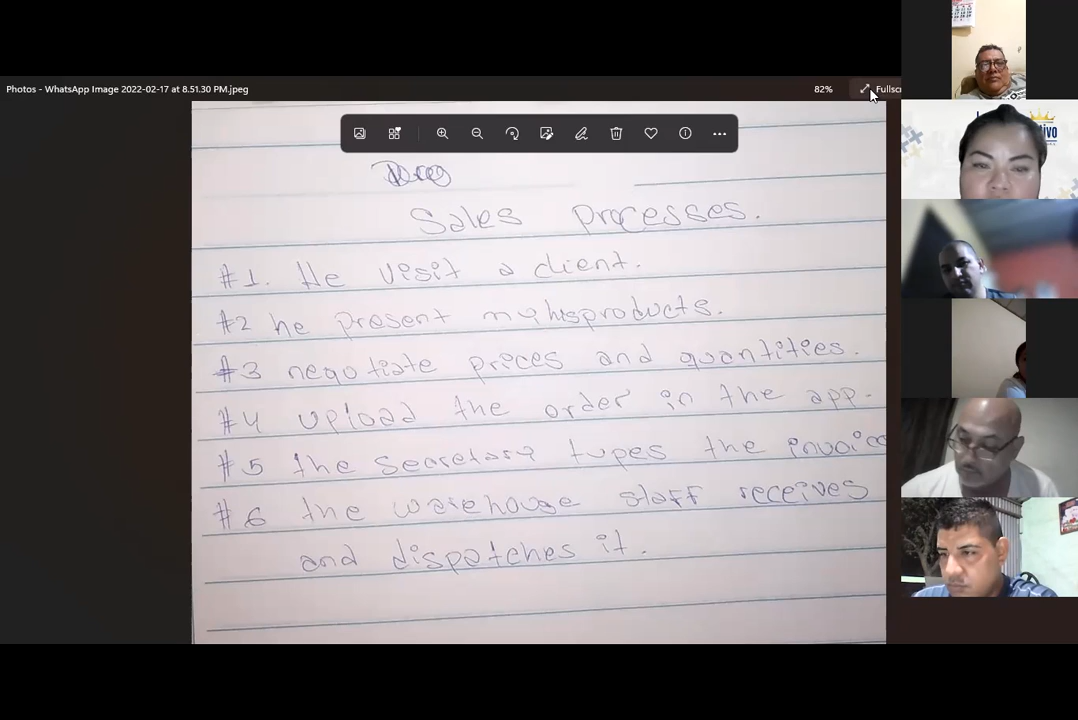 Photos - WhatsApp Image 2022-02-17 at 8.51.30 PM.jpeg
82%
Fullscr
Sales processes.
#1. He visit a client.
#2 he present my hisproducts.
#3 negotiate prices and quantities.
#4 upload the order in the app.
#5 the secretary types the invoice
#6 the warehouse staff receives
and dispatches it.